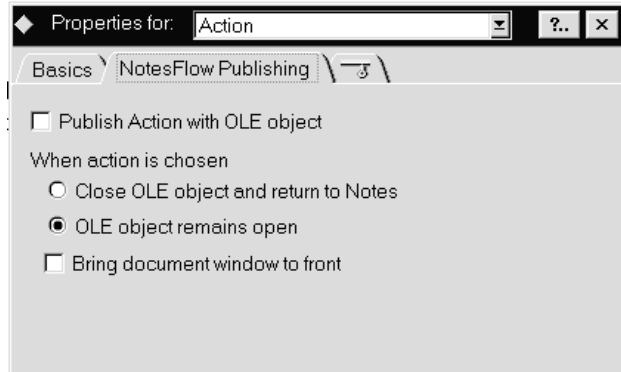 Properties for: Action ?..
Basics NotesFlow Publishing
Publish Action with OLE object
When action is chosen
Close OLE object and return to Notes
OLE object remains open
Bring document window to front